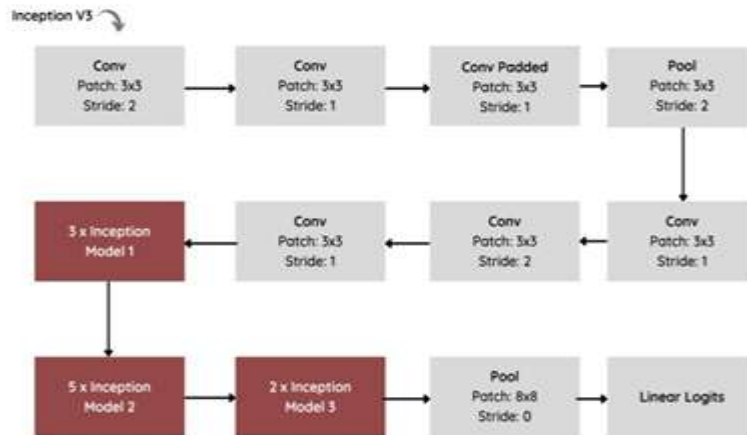 Inception V3
Conv
Patch: 3x3
Stride: 2
Conv
Patch: 3x3
Stride: 1
Conv Padded
Patch: 3x3
Stride: 1
Pool
Patch: 3x3
Stride: 2
3 x Inception
Model 1
Conv
Patch: 3x3
Stride: 1
Conv
Patch: 3x3
Stride: 2
Conv
Patch: 3x3
Stride: 1
5 x Inception
Model 2
2 x Inception
Model 3
Pool
Patch: 8x8
Stride: 0
Linear Logits